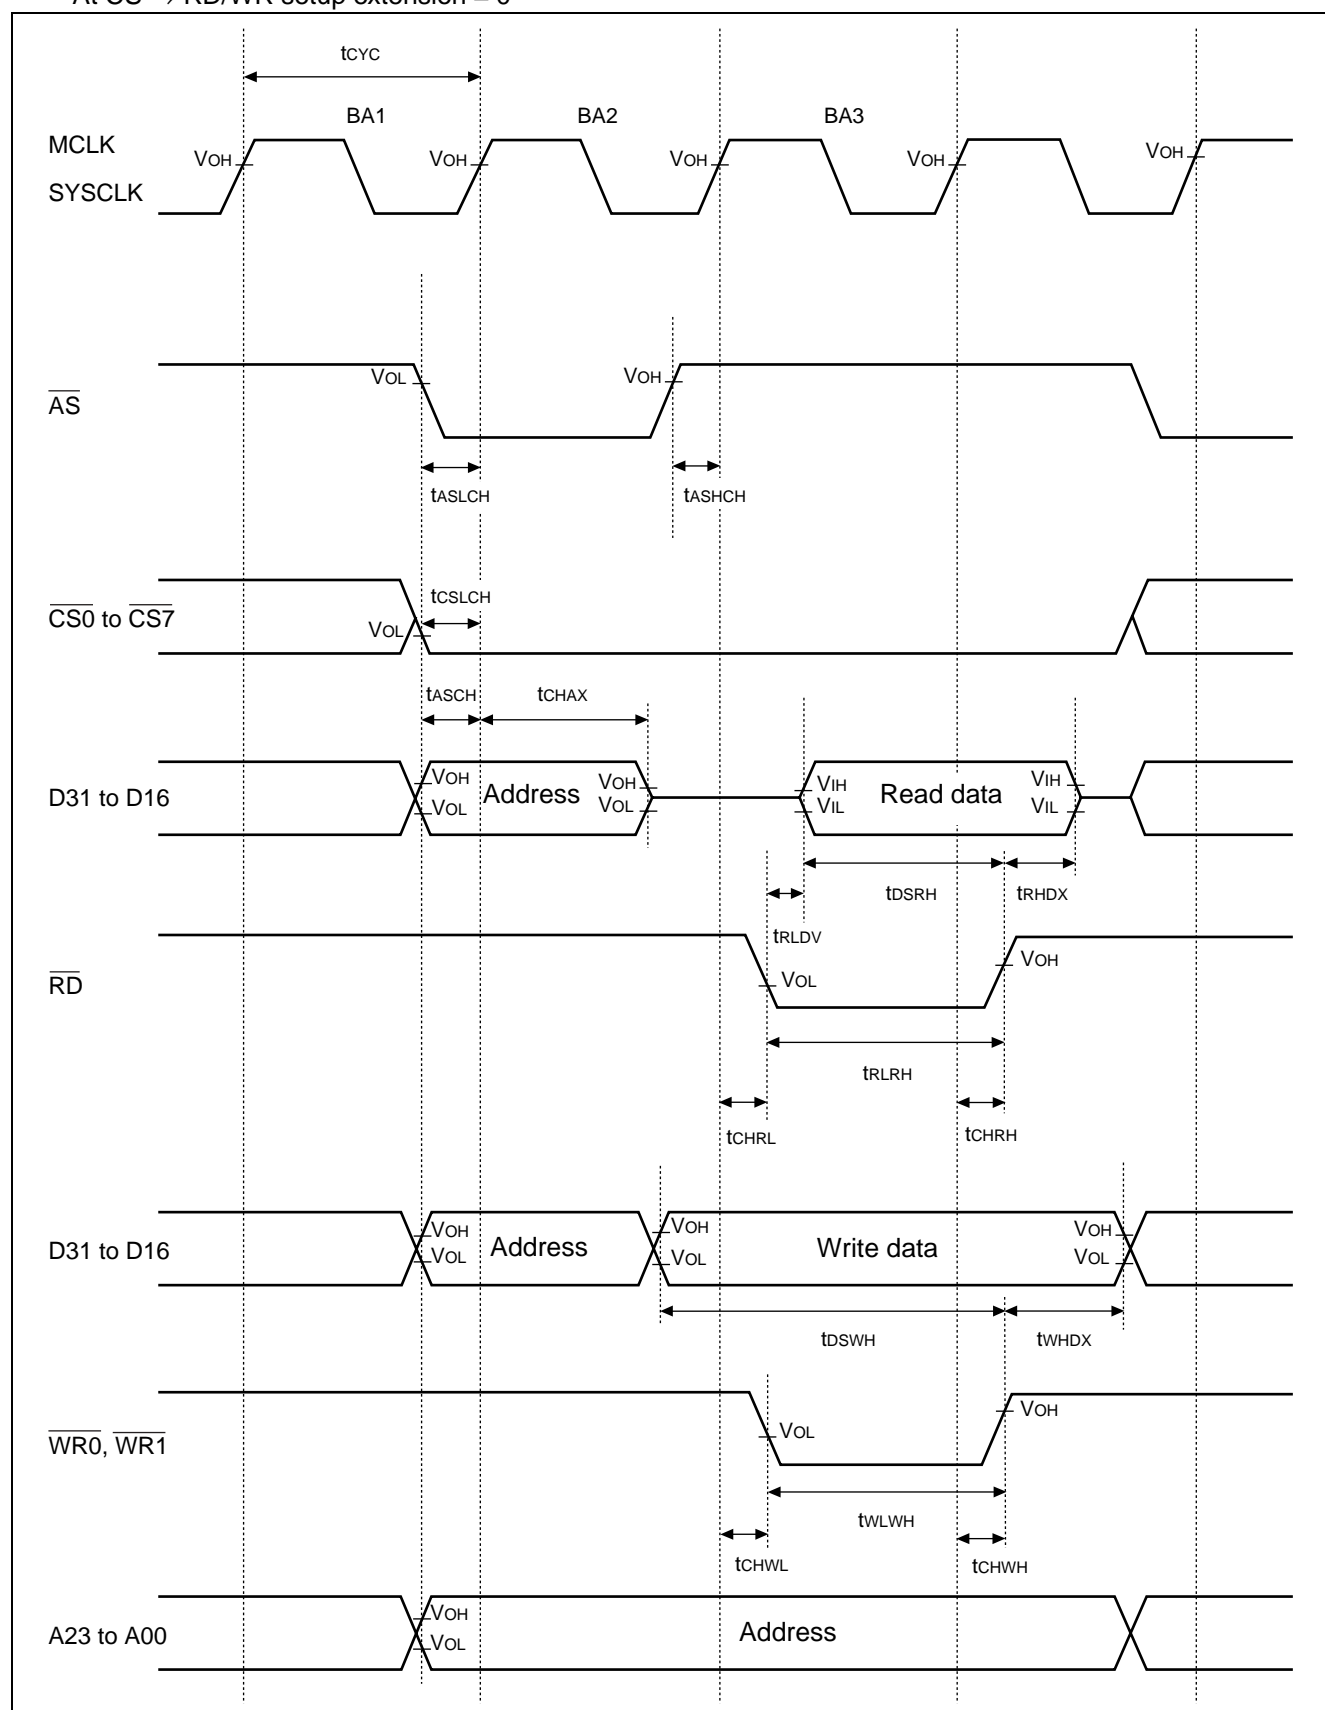 tCYC
BA1 BA2 BA3
MCLK
VOH VOH VOH VOH VOH
SYSCLK
VOL VOH
AS
tASLCH tASHCH
tCSLCH
CS0 to CS7
VOL
tASCH tCHAX
D31 to D16
VOH
VOL
Address
VOH
VOL
VIH
VIL
Read data
VIH
VIL
tDSRH tRHDX
tRLDV
RD
VOL
VOH
tRLRH
tCHRL tCHRH
D31 to D16
VOH
VOL
Address
VOH
VOL
Write data
VOH
VOL
tDSWH tWHDX
WR0, WR1
VOL
VOH
tWLWH
tCHWL tCHWH
A23 to A00
VOH
VOL
Address